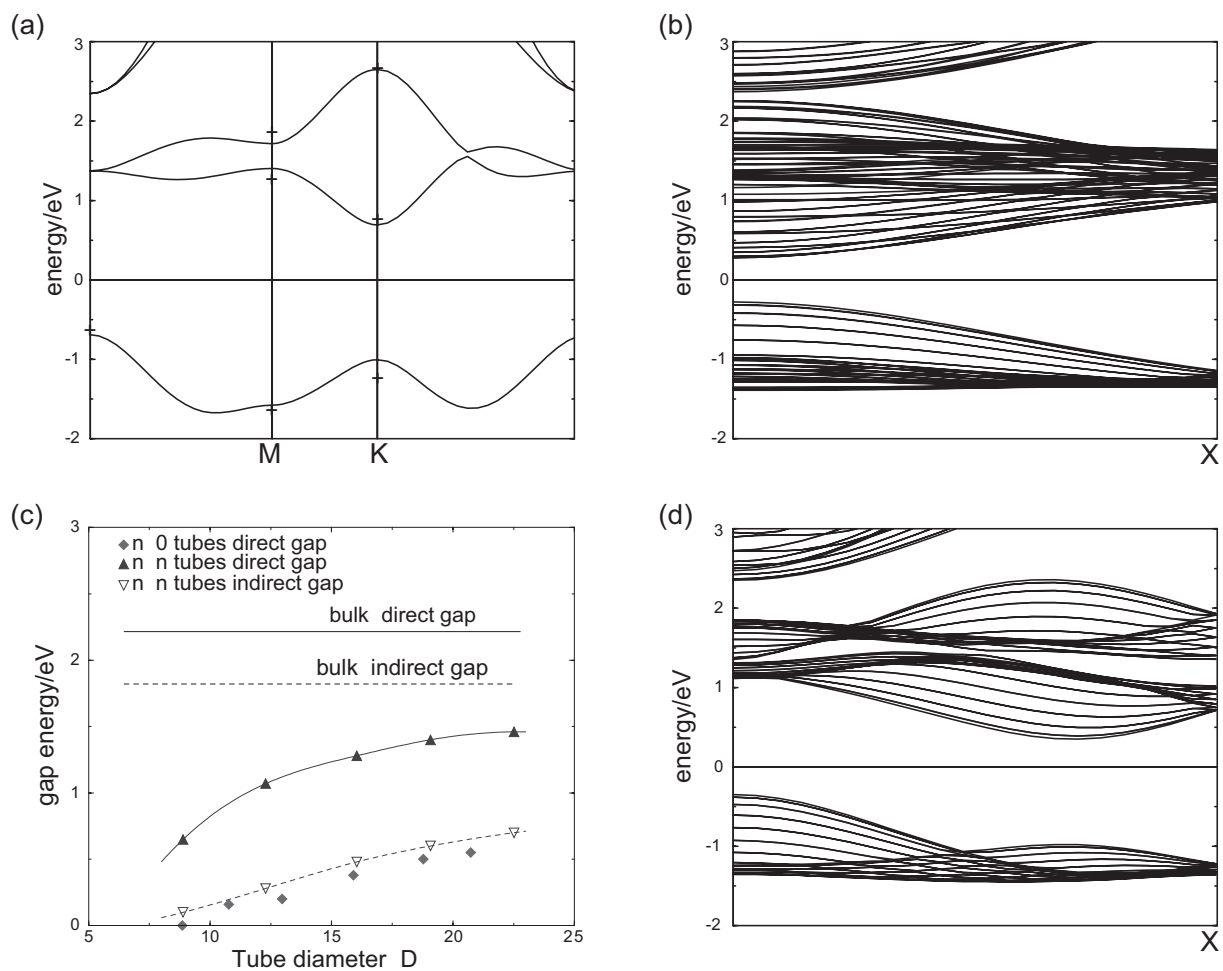 (a)
3
2
1
0
-1
-2
energy/eV
M
K
(b)
3
2
1
0
-1
-2
energy/eV
X
(c)
3
2
1
0
gap energy/eV
n 0 tubes direct gap
n n tubes direct gap
n n tubes indirect gap
bulk direct gap
bulk indirect gap
5
10
15
20
25
Tube diameter D
(d)
3
2
1
0
-1
-2
energy/eV
X